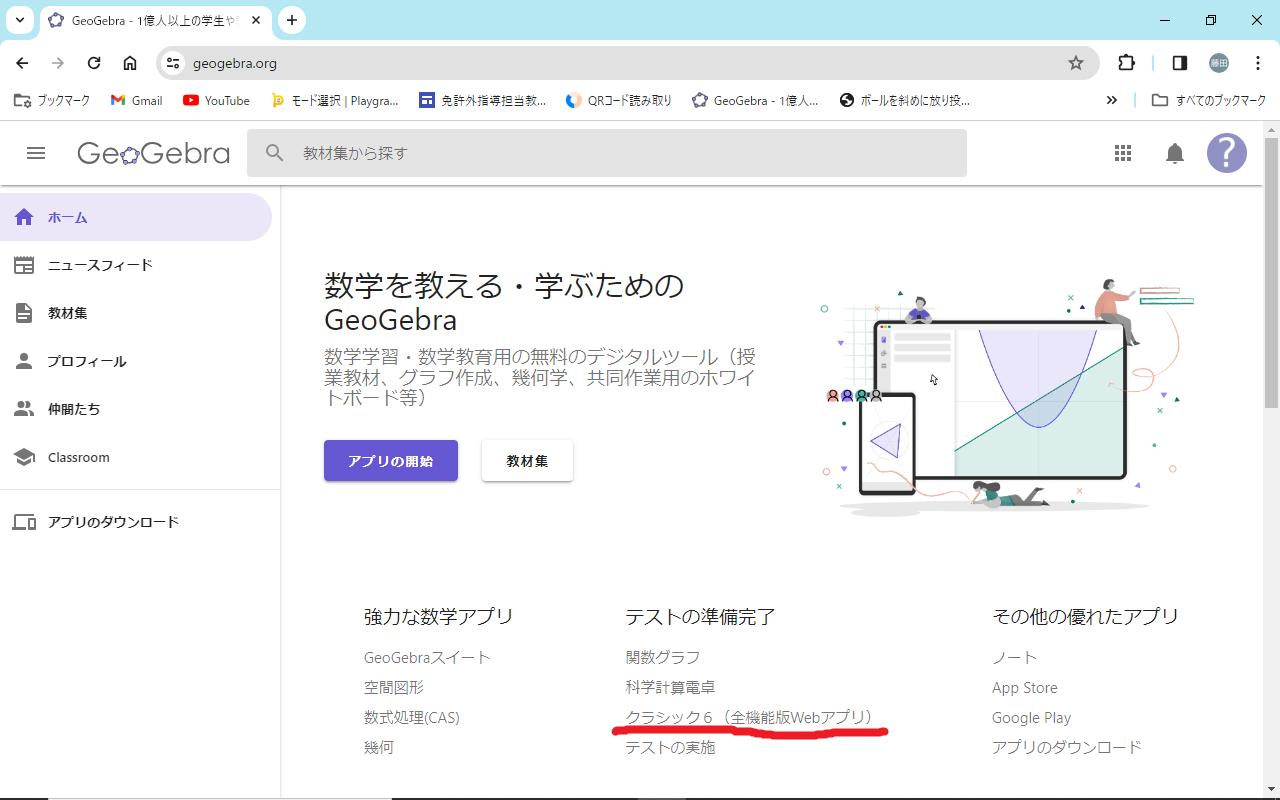 GeoGebra - 1億人以上の学生や
geogebra.org
藤田
ブックマーク
Gmail
YouTube
モード選択 | Playgra...
免許外指導担当教...
QRコード読み取り
GeoGebra - 1億人...
ボールを斜めに放り投...
すべてのブックマーク
GeoGebra
教材集から探す
?
ホーム
ニュースフィード
教材集
プロフィール
仲間たち
Classroom
アプリのダウンロード
数学を教える・学ぶための
GeoGebra
数学学習・数学教育用の無料のデジタルツール（授
業教材、グラフ作成、幾何学、共同作業用のホワイ
トボード等）
アプリの開始
教材集
強力な数学アプリ
GeoGebraスイート
空間図形
数式処理(CAS)
幾何
テストの準備完了
関数グラフ
科学計算電卓
クラシック６（全機能版Webアプリ）
テストの実施
その他の優れたアプリ
ノート
App Store
Google Play
アプリのダウンロード